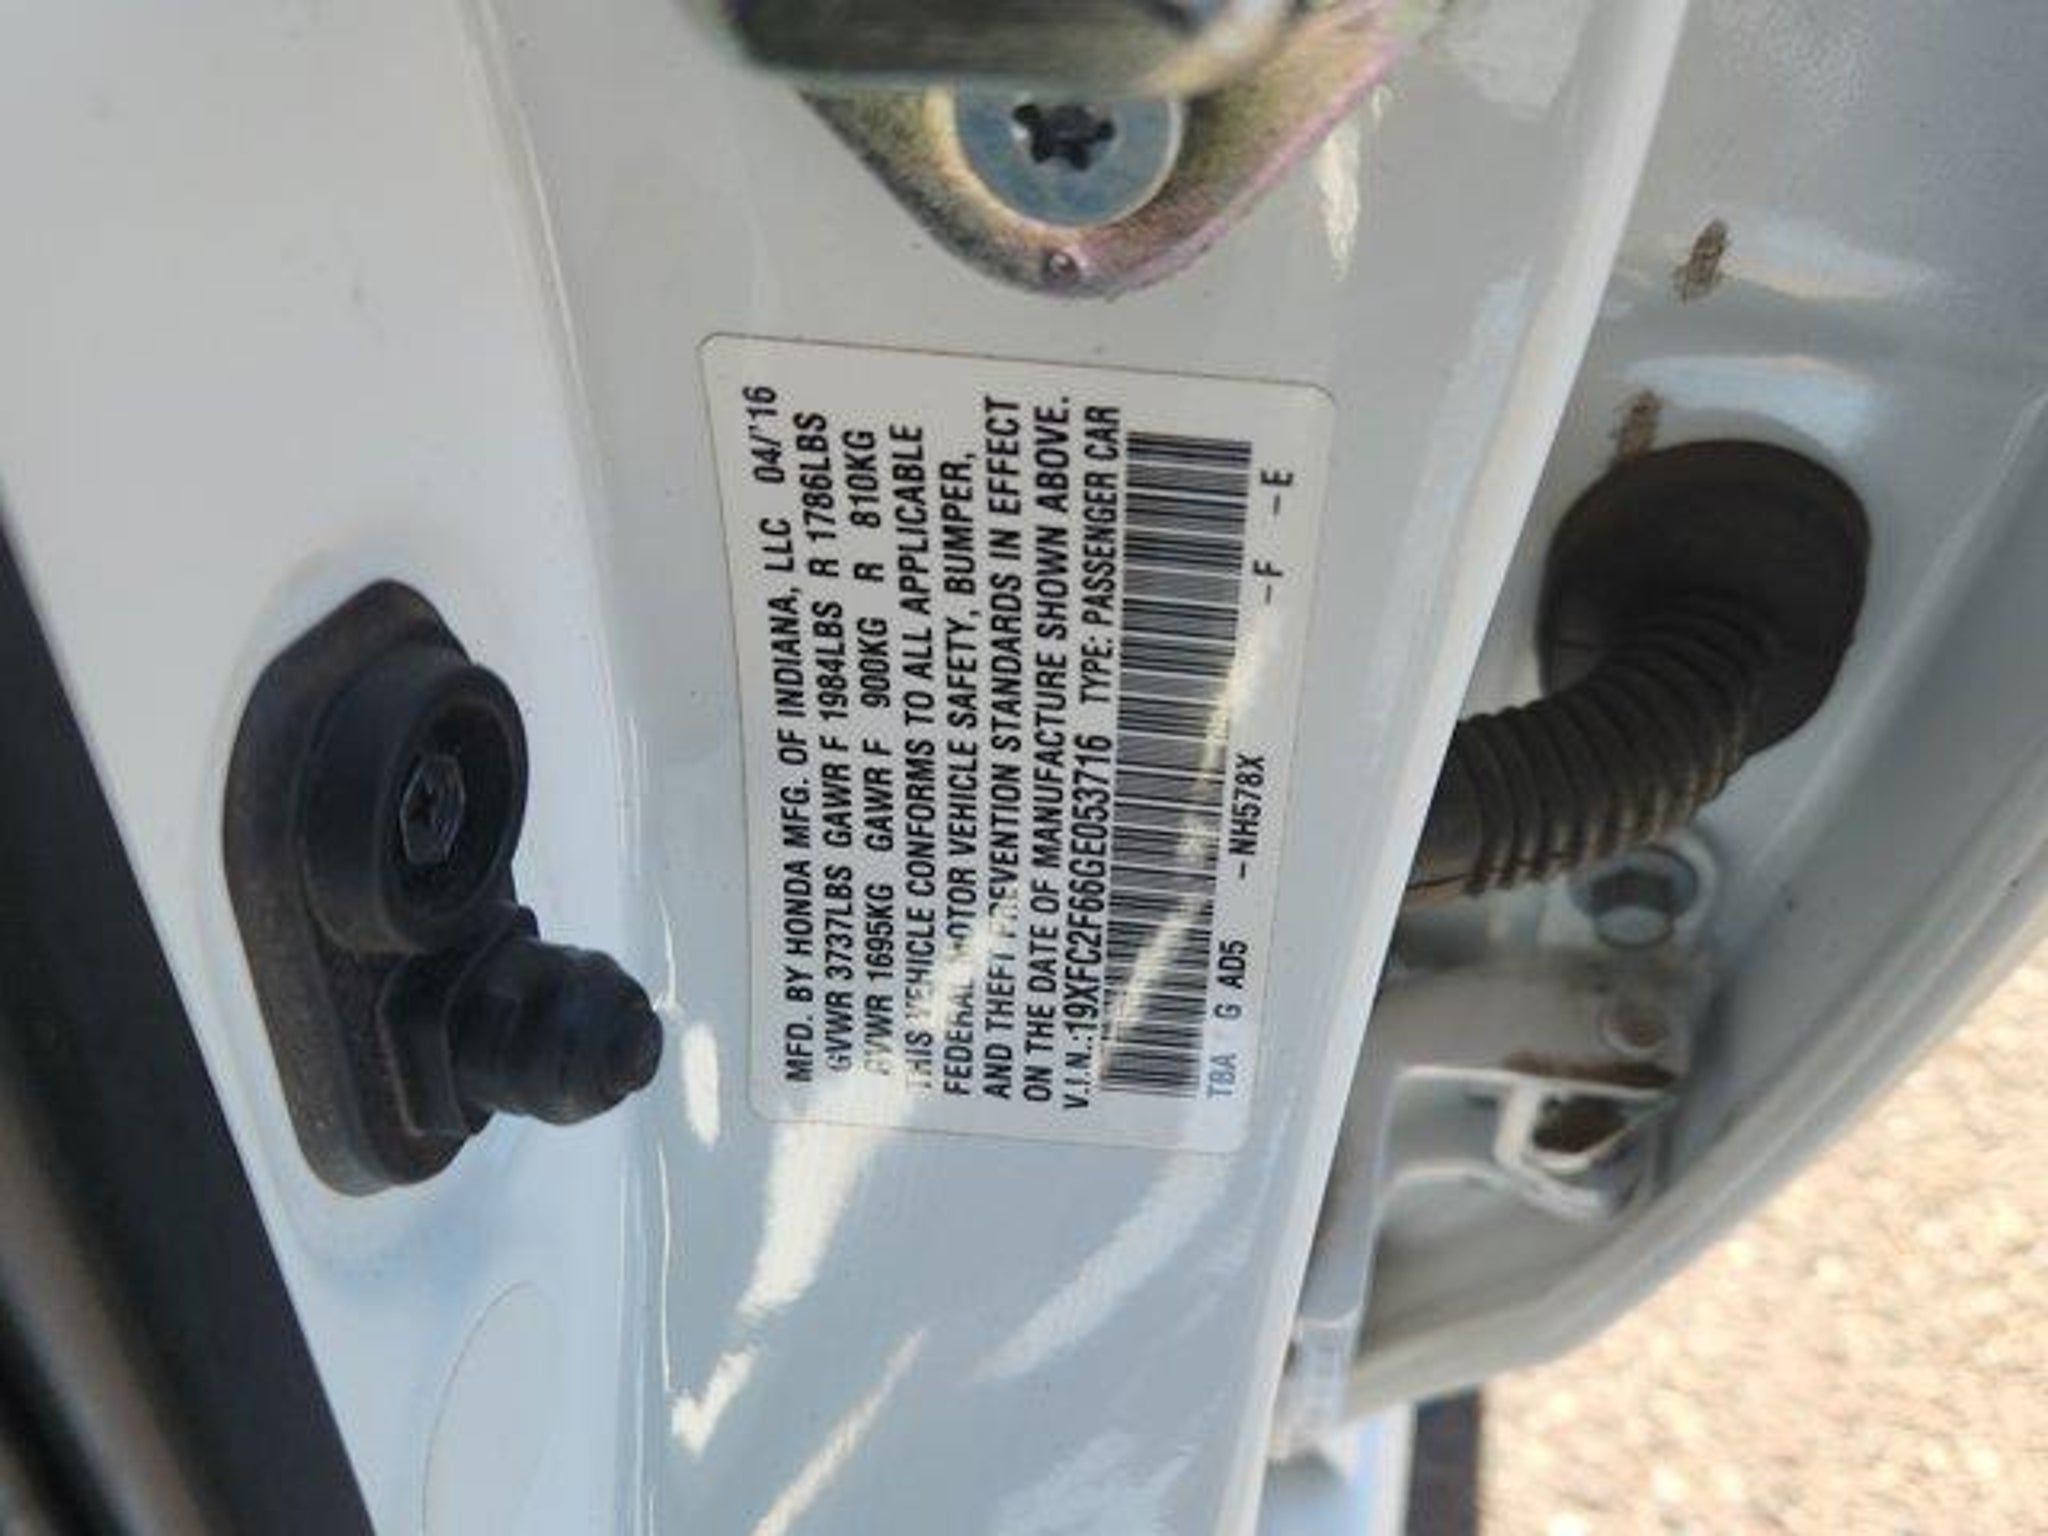 MFD. BY HONDA MFG. OF INDIANA, LLC 04/'16
GVWR 3737LBS GAWR F 1984LBS R 1786LBS
GVWR 1695KG GAWR F 900KG R 810KG
THIS VEHICLE CONFORMS TO ALL APPLICABLE
FEDERAL MOTOR VEHICLE SAFETY, BUMPER,
AND THEFT PREVENTION STANDARDS IN EFFECT
ON THE DATE OF MANUFACTURE SHOWN ABOVE.
V.I.N.:19XFC2F66GE053716 TYPE: PASSENGER CAR
TBA G AD5 -NH578X -F -E